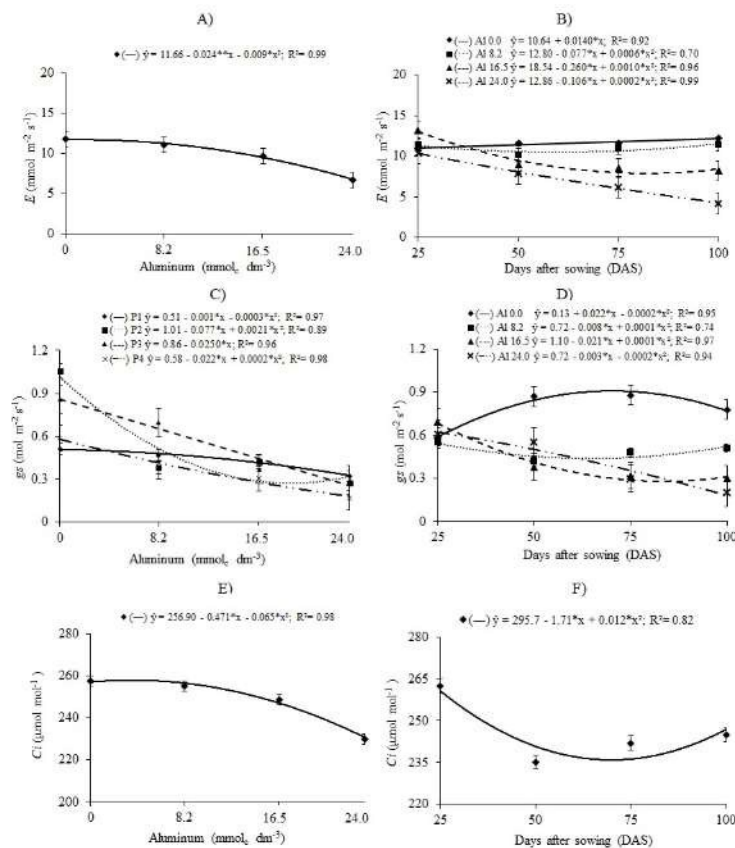 A)
◆(—) ŷ = 11.66 - 0.024**x - 0.009*x²; R²= 0.99
15
10
5
0
E (mmol m⁻² s⁻¹)
0
8.2
16.5
24.0
Aluminum (mmolc dm⁻³)
B)
◆(---) Al 0.0 ŷ = 10.64 + 0.0140*x; R²= 0.92
■(---) Al 8.2 ŷ = 12.80 - 0.077*x + 0.0006*x²; R²= 0.70
▲(---) Al 16.5 ŷ = 18.54 - 0.260*x + 0.0010*x²; R²= 0.96
×(---) Al 24.0 ŷ = 12.86 - 0.106*x + 0.0002*x²; R²= 0.99
15
10
5
0
E (mmol m⁻² s⁻¹)
25
50
75
100
Days after sowing (DAS)
C)
◆(—) P1 ŷ = 0.51 - 0.001*x - 0.0003*x²; R²= 0.97
■(---) P2 ŷ = 1.01 - 0.077*x + 0.0021*x²; R²= 0.89
▲(---) P3 ŷ = 0.86 - 0.0250*x; R²= 0.96
×(---) P4 ŷ = 0.58 - 0.022*x + 0.0002*x²; R²= 0.98
1.2
0.9
0.6
0.3
0
gs (mol m⁻² s⁻¹)
0
8.2
16.5
24.0
Aluminum (mmolc dm⁻³)
D)
◆(—) Al 0.0 ŷ = 0.13 + 0.022*x - 0.0002*x²; R²= 0.95
■(---) Al 8.2 ŷ = 0.72 - 0.008*x + 0.0001*x²; R²= 0.74
▲(---) Al 16.5 ŷ = 1.10 - 0.021*x + 0.0001*x²; R²= 0.97
×(---) Al 24.0 ŷ = 0.72 - 0.003*x - 0.0002*x²; R²= 0.94
1.2
0.9
0.6
0.3
0
gs (mol m⁻² s⁻¹)
25
50
75
100
Days after sowing (DAS)
E)
◆(—) ŷ = 256.90 - 0.471*x - 0.065*x²; R²= 0.98
280
260
240
220
200
Ci (μmol mol⁻¹)
0
8.2
16.5
24.0
Aluminum (mmolc dm⁻³)
F)
◆(—) ŷ = 295.7 - 1.71*x + 0.012*x²; R²= 0.82
280
265
250
235
220
Ci (μmol mol⁻¹)
25
50
75
100
Days after sowing (DAS)